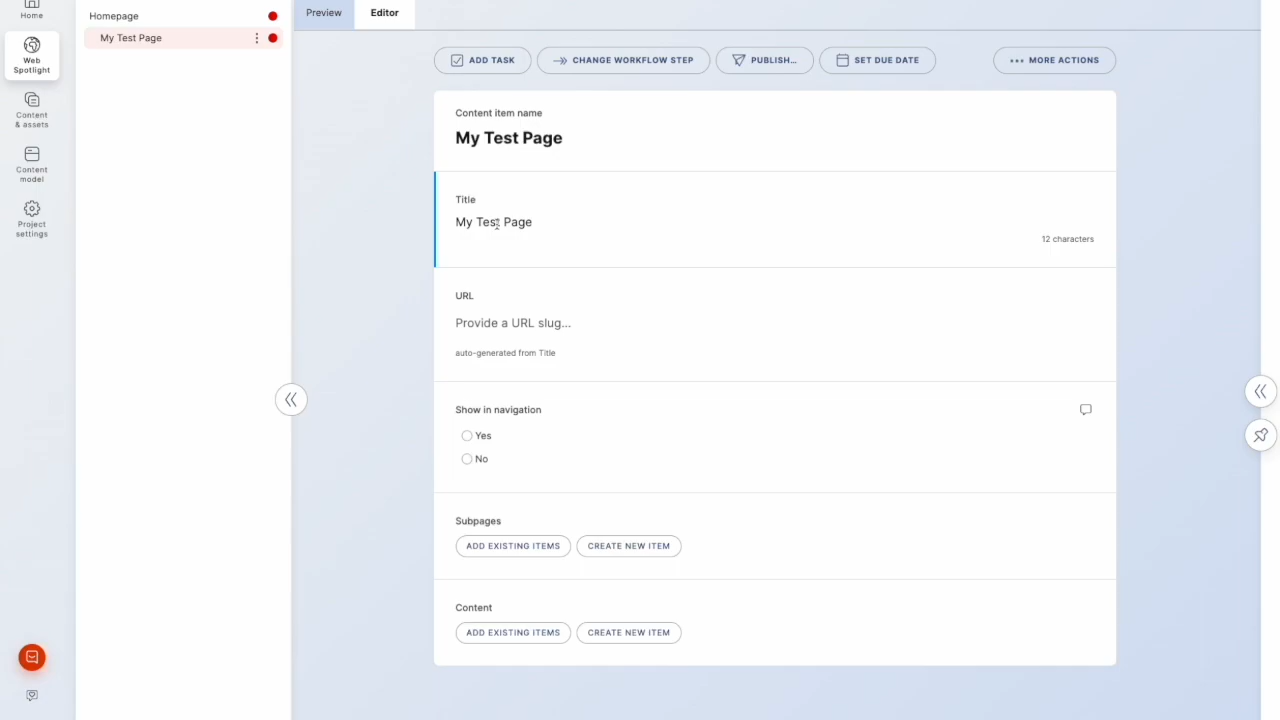 Home
Web
Spotlight
Content
& assets
Content
model
Project
settings
Homepage
My Test Page
Preview
Editor
ADD TASK
CHANGE WORKFLOW STEP
PUBLISH...
SET DUE DATE
MORE ACTIONS
Content item name
My Test Page
Title
My Test Page
12 characters
URL
Provide a URL slug...
auto-generated from Title
Show in navigation
Yes
No
Subpages
ADD EXISTING ITEMS
CREATE NEW ITEM
Content
ADD EXISTING ITEMS
CREATE NEW ITEM